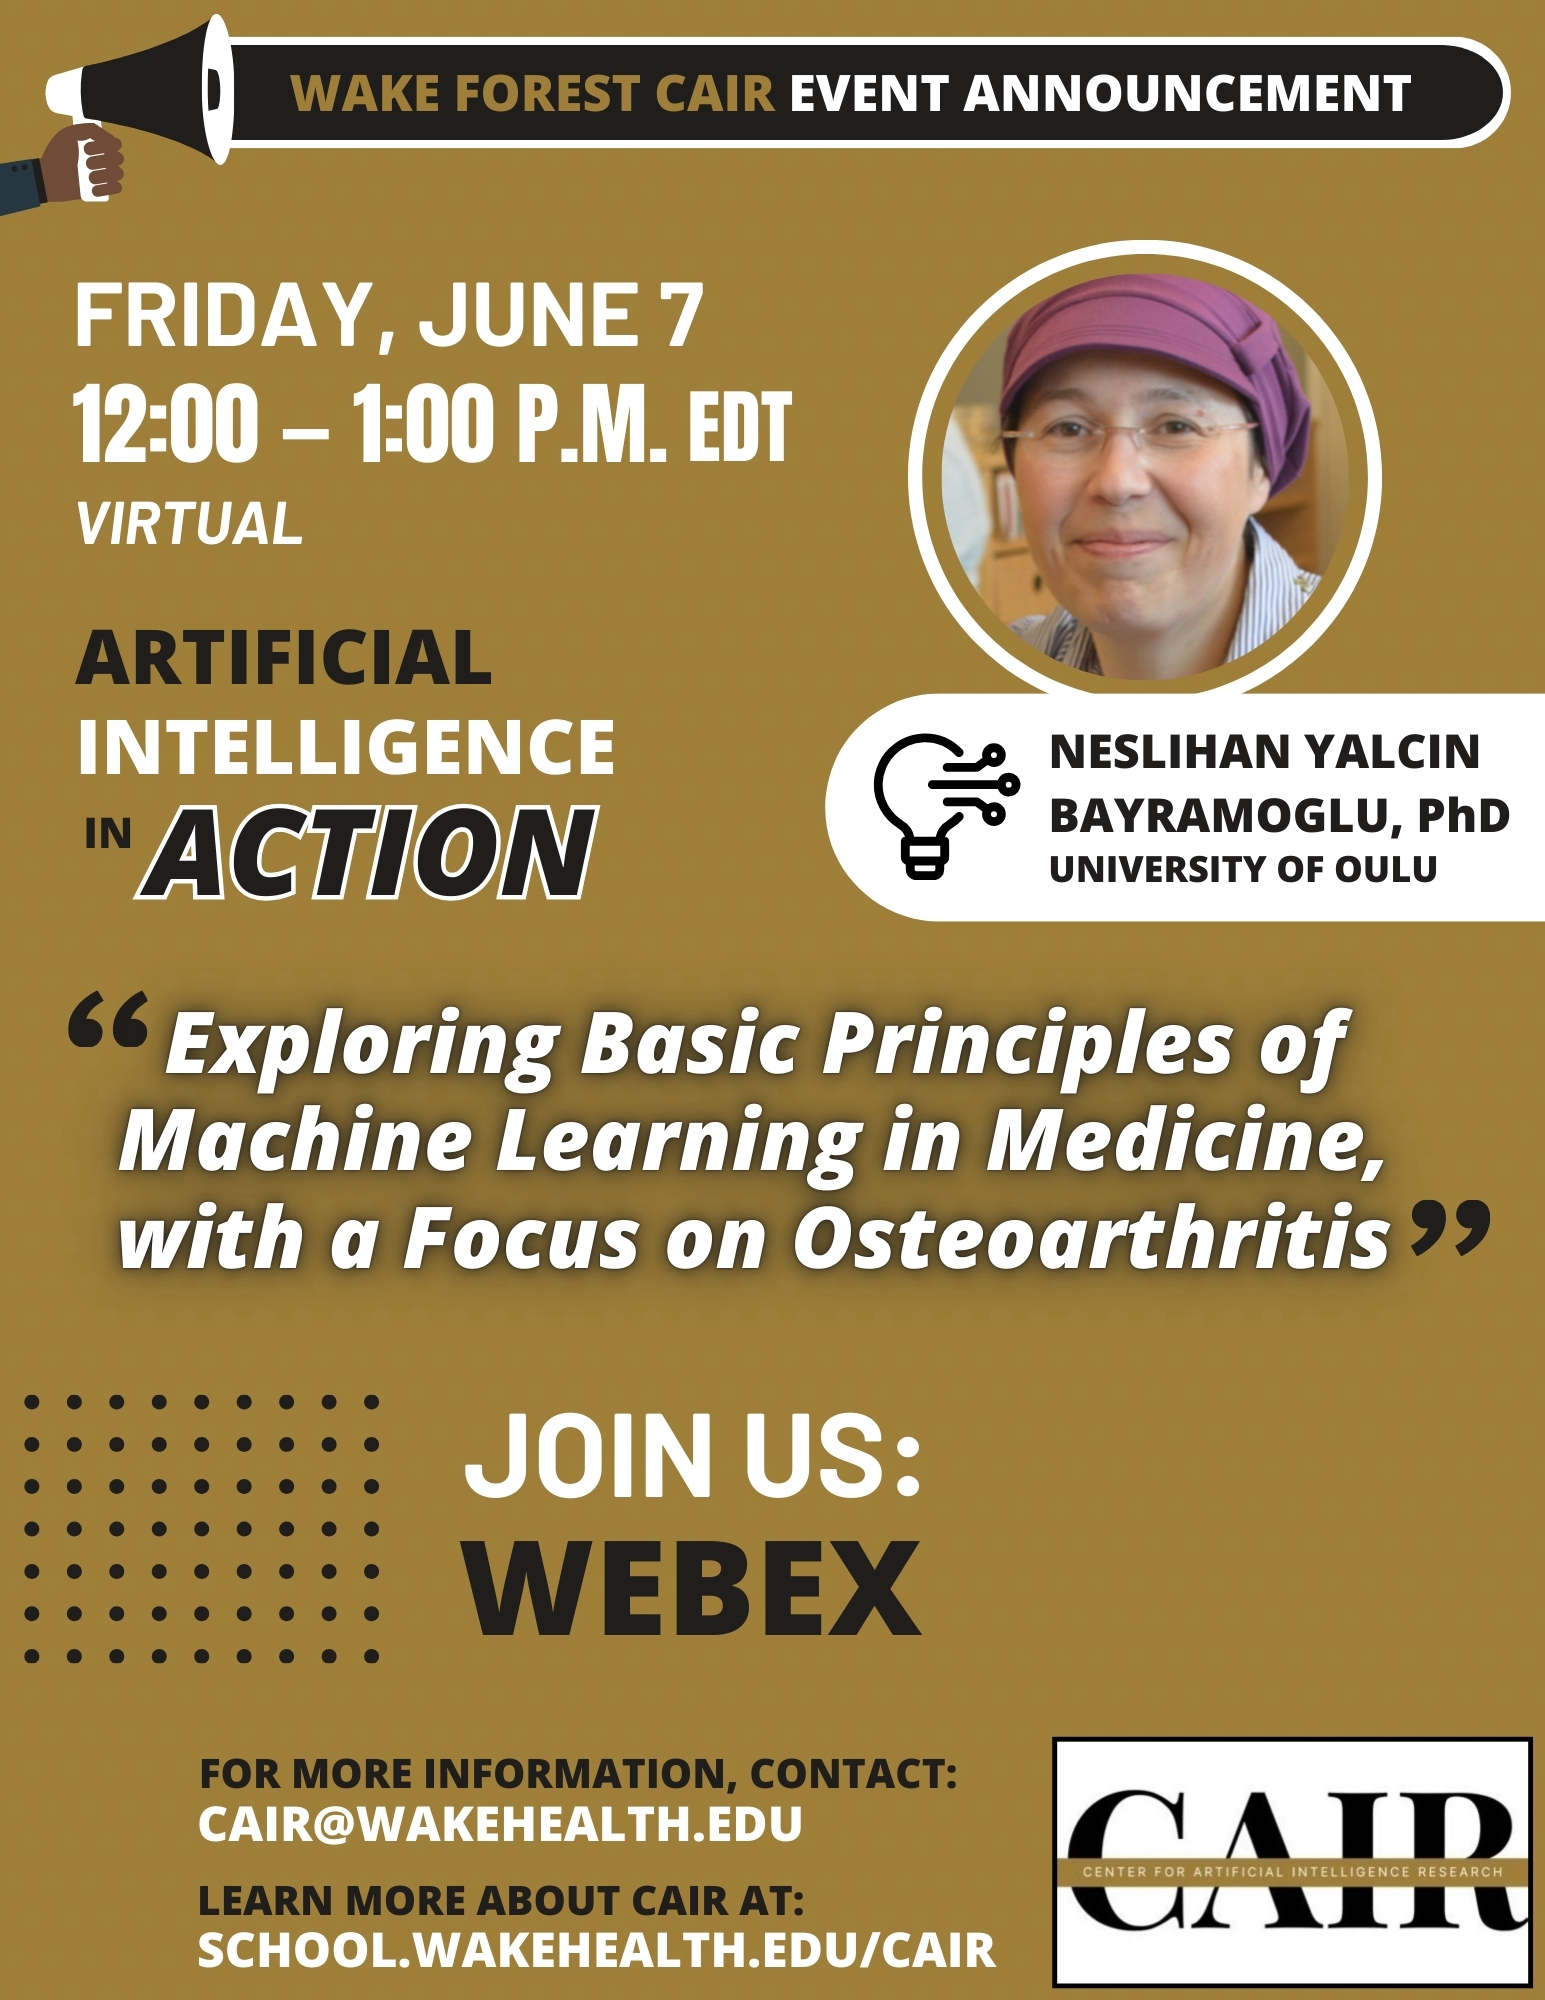 WAKE FOREST CAIR EVENT ANNOUNCEMENT
FRIDAY, JUNE 7
12:00 – 1:00 P.M. EDT
VIRTUAL
ARTIFICIAL
INTELLIGENCE
IN ACTION
NESLIHAN YALCIN
BAYRAMOGLU, PhD
UNIVERSITY OF OULU
“Exploring Basic Principles of
Machine Learning in Medicine,
with a Focus on Osteoarthritis”
JOIN US:
WEBEX
FOR MORE INFORMATION, CONTACT:
CAIR@WAKEHEALTH.EDU
LEARN MORE ABOUT CAIR AT:
SCHOOL.WAKEHEALTH.EDU/CAIR
CAIR
CENTER FOR ARTIFICIAL INTELLIGENCE RESEARCH